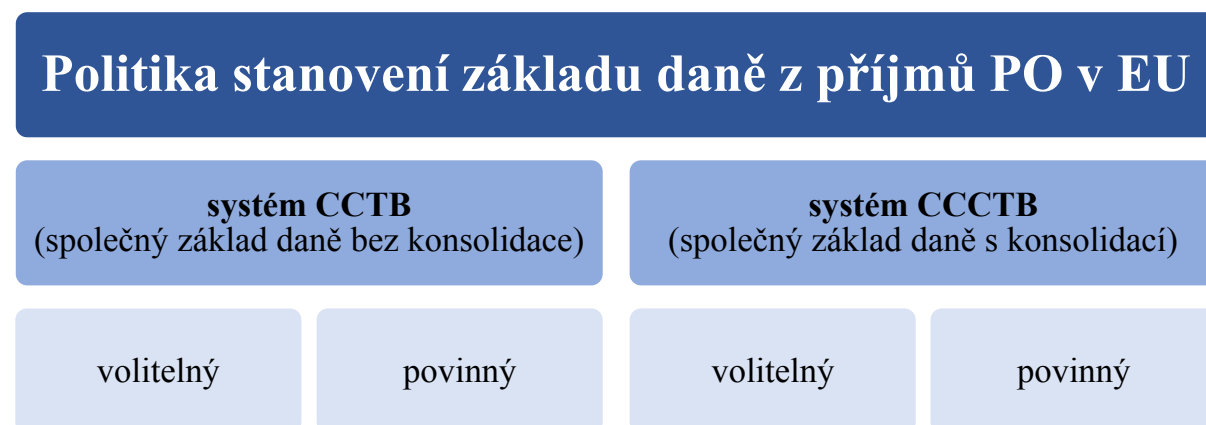 Politika stanovení základu daně z příjmů PO v EU
systém CCTB
(společný základ daně bez konsolidace)
systém CCCTB
(společný základ daně s konsolidací)
volitelný
povinný
volitelný
povinný